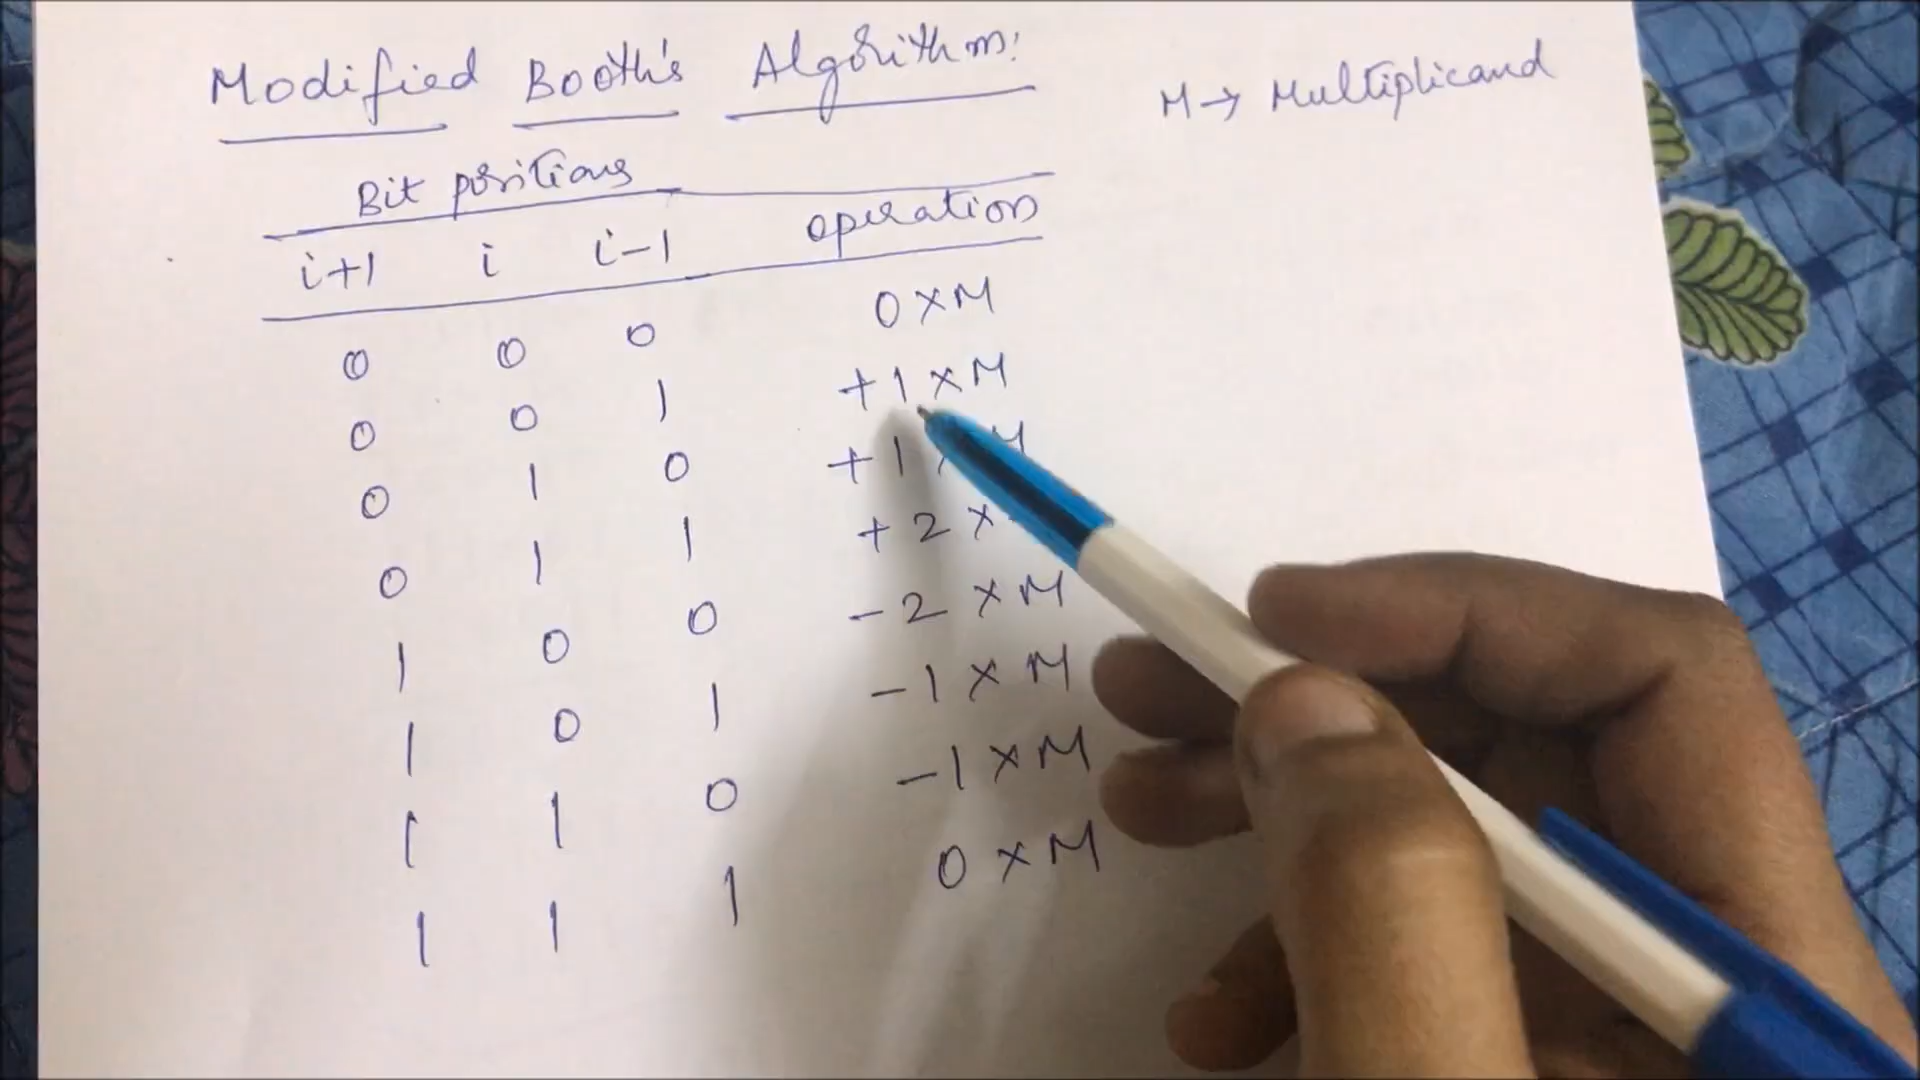 Modified Booth's Algorithm:
M → Multiplicand
Bit positions
i+1 i i-1 operation
0 0 0 0 x M
0 0 1 +1 x M
0 1 0 +1 x M
0 1 1 +2 x
1 0 0 -2 x M
1 0 1 -1 x M
1 1 0 -1 x M
1 1 1 0 x M